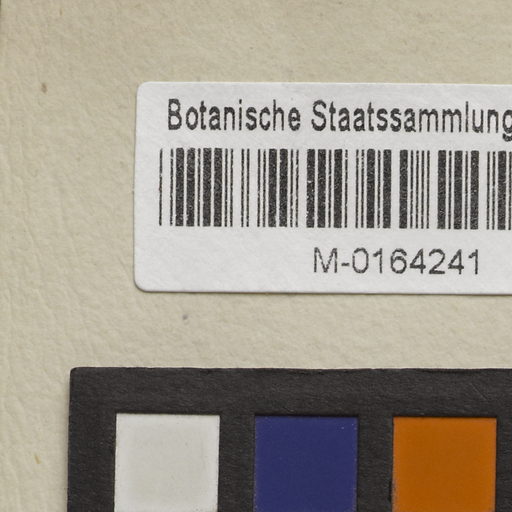 Botanische Staatssammlung
M-0164241